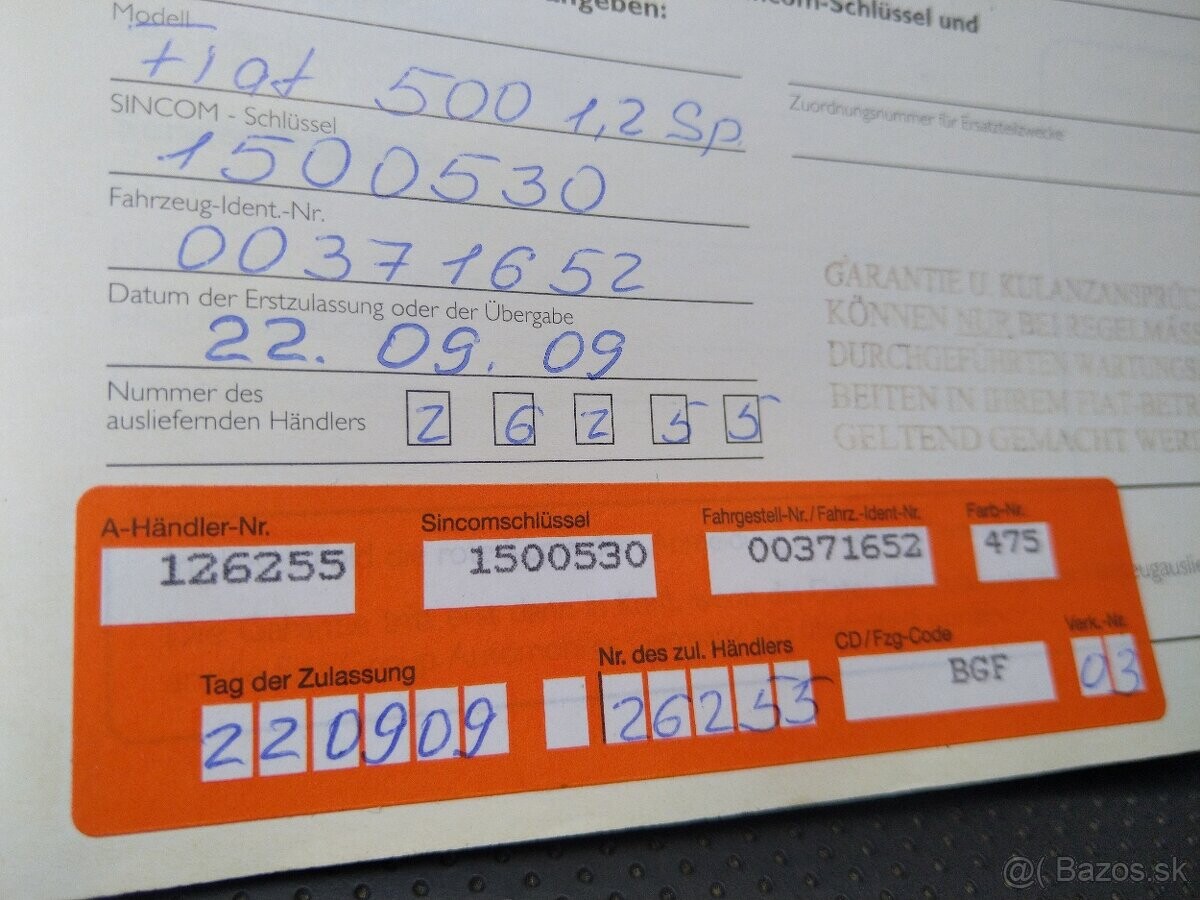 ngeben:
ncom-Schlüssel und
Modell
Fiat 500 1,2 Sp.
Zuordnungsnummer für Ersatzteilzwecke
SINCOM - Schlüssel
1500530
Fahrzeug-Ident.-Nr.
00371652
Datum der Erstzulassung oder der Übergabe
22. 09. 09
Nummer des
ausliefernden Händlers 2 6 2 5 5
GARANTIE U. KULANZANSPRÜ
KÖNNEN NUR BEI REGELMÄS
DURCHGEFÜHRTEN WARTUNGS
BEITEN IN IHREM FIAT-BETR
GELTEND GEMACHT WER
A-Händler-Nr. Sincomschlüssel Fahrgestell-Nr./Fahrz.-Ident-Nr. Farb-Nr.
126255 1500530 00371652 475
eugauslie
Tag der Zulassung Nr. des zul. Händlers CD/Fzg-Code Verk.-Nr.
220909 26255 BGF 03
@( Bazos.sk